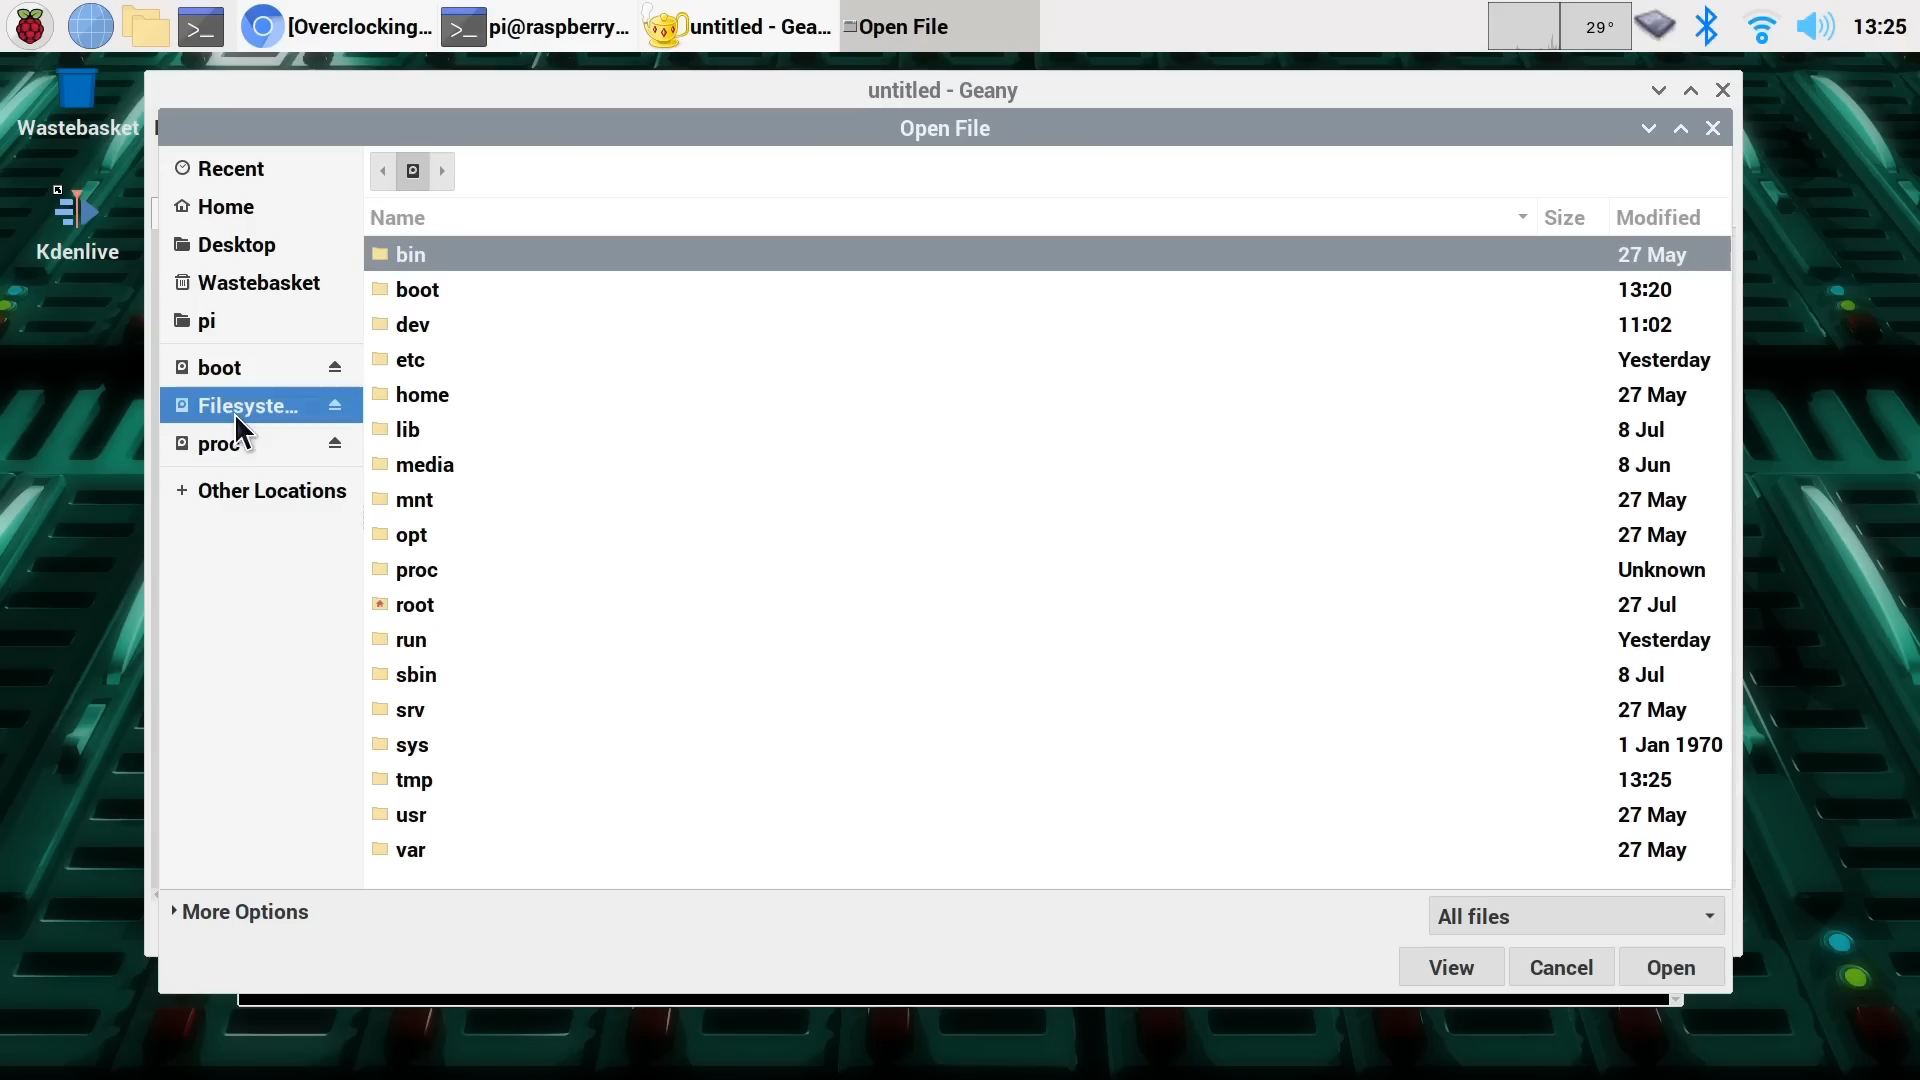 [Overclocking...
pi@raspberry...
untitled - Gea...
Open File
29°
13:25
Wastebasket
Kdenlive
untitled - Geany
Open File
Recent
Home
Desktop
Wastebasket
pi
boot
Filesyste...
proc
Other Locations
Name Size Modified
bin 27 May
boot 13:20
dev 11:02
etc Yesterday
home 27 May
lib 8 Jul
media 8 Jun
mnt 27 May
opt 27 May
proc Unknown
root 27 Jul
run Yesterday
sbin 8 Jul
srv 27 May
sys 1 Jan 1970
tmp 13:25
usr 27 May
var 27 May
More Options
All files
View Cancel Open